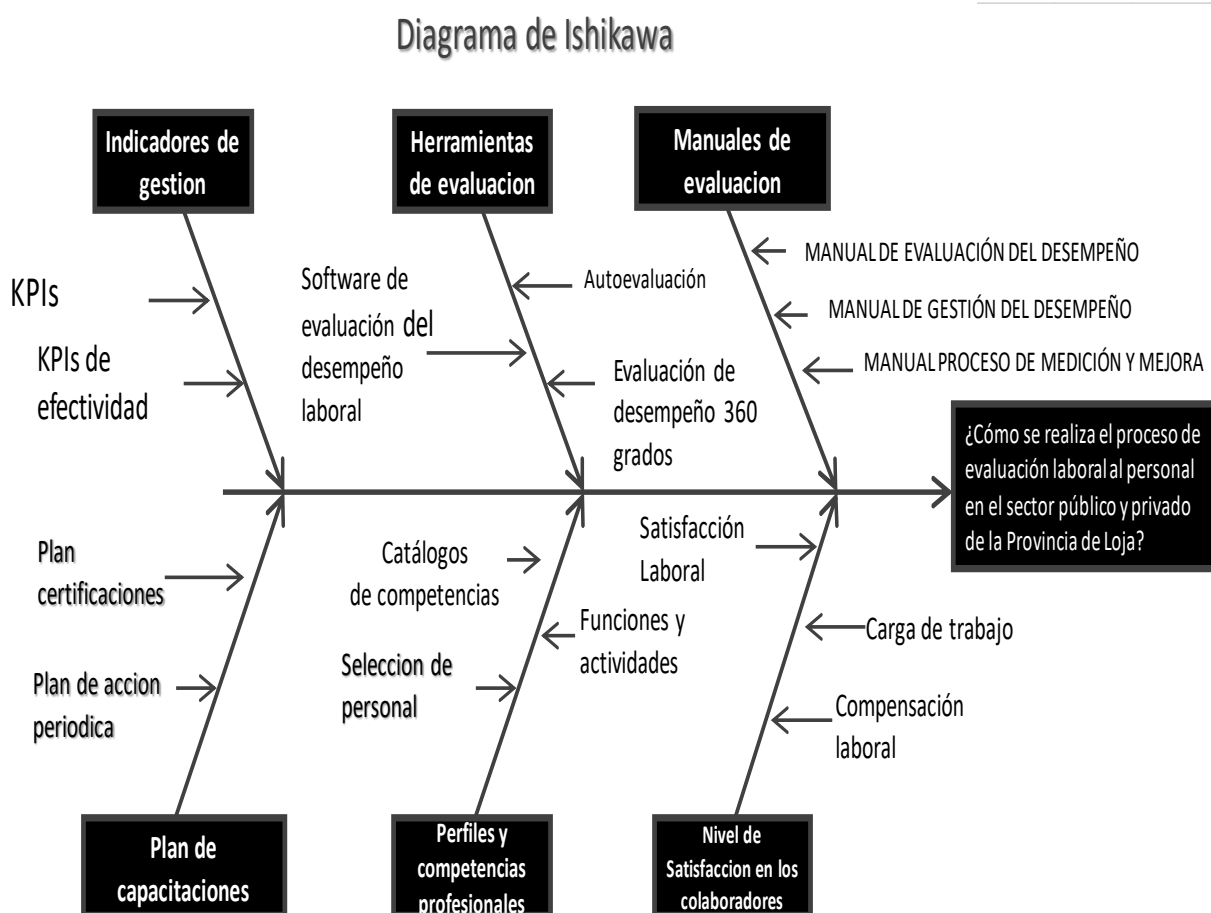 Diagrama de Ishikawa
Indicadores de
gestion
Herramientas
de evaluacion
Manuales de
evaluacion
KPIs
KPIs de
efectividad
Software de
evaluación del
desempeño
laboral
Autoevaluación
Evaluación de
desempeño 360
grados
MANUAL DE EVALUACIÓN DEL DESEMPEÑO
MANUAL DE GESTIÓN DEL DESEMPEÑO
MANUAL PROCESO DE MEDICIÓN Y MEJORA
¿Cómo se realiza el proceso de
evaluación laboral al personal
en el sector público y privado
de la Provincia de Loja?
Plan
certificaciones
Plan de accion
periodica
Catálogos
de competencias
Seleccion de
personal
Funciones y
actividades
Satisfacción
Laboral
Carga de trabajo
Compensación
laboral
Plan de
capacitaciones
Perfiles y
competencias
profesionales
Nivel de
Satisfaccion en los
colaboradores